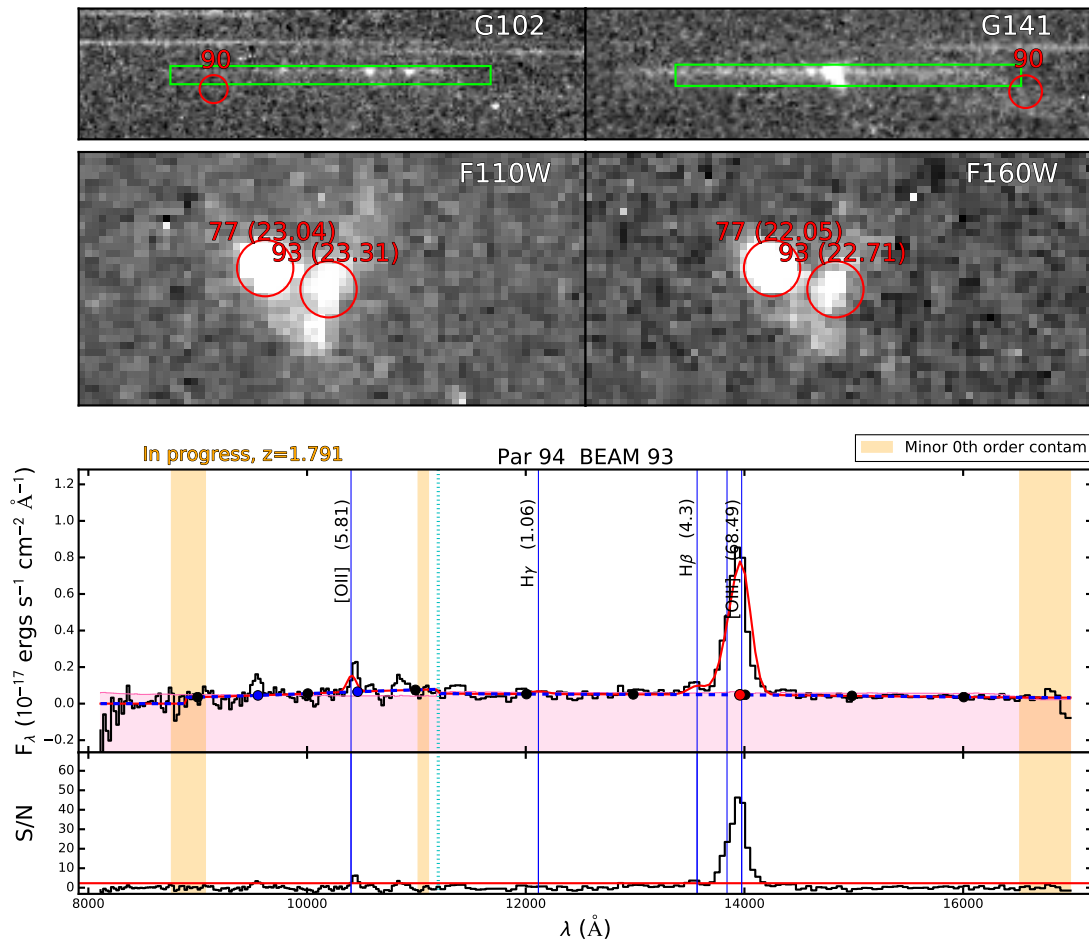 G102
G141
90
90
F110W
F160W
77 (23.04)
93 (23.31)
77 (22.05)
93 (22.71)
In progress, z=1.791
Par 94 BEAM 93
Minor 0th order contam
[OII] (5.81)
Hγ (1.06)
Hβ (4.3)
[OIII] (68.49)
F_λ (10^-17 ergs s^-1 cm^-2 Å^-1)
1.2
1.0
0.8
0.6
0.4
0.2
0.0
−0.2
S/N
60
50
40
30
20
10
0
8000
10000
12000
14000
16000
λ (Å)